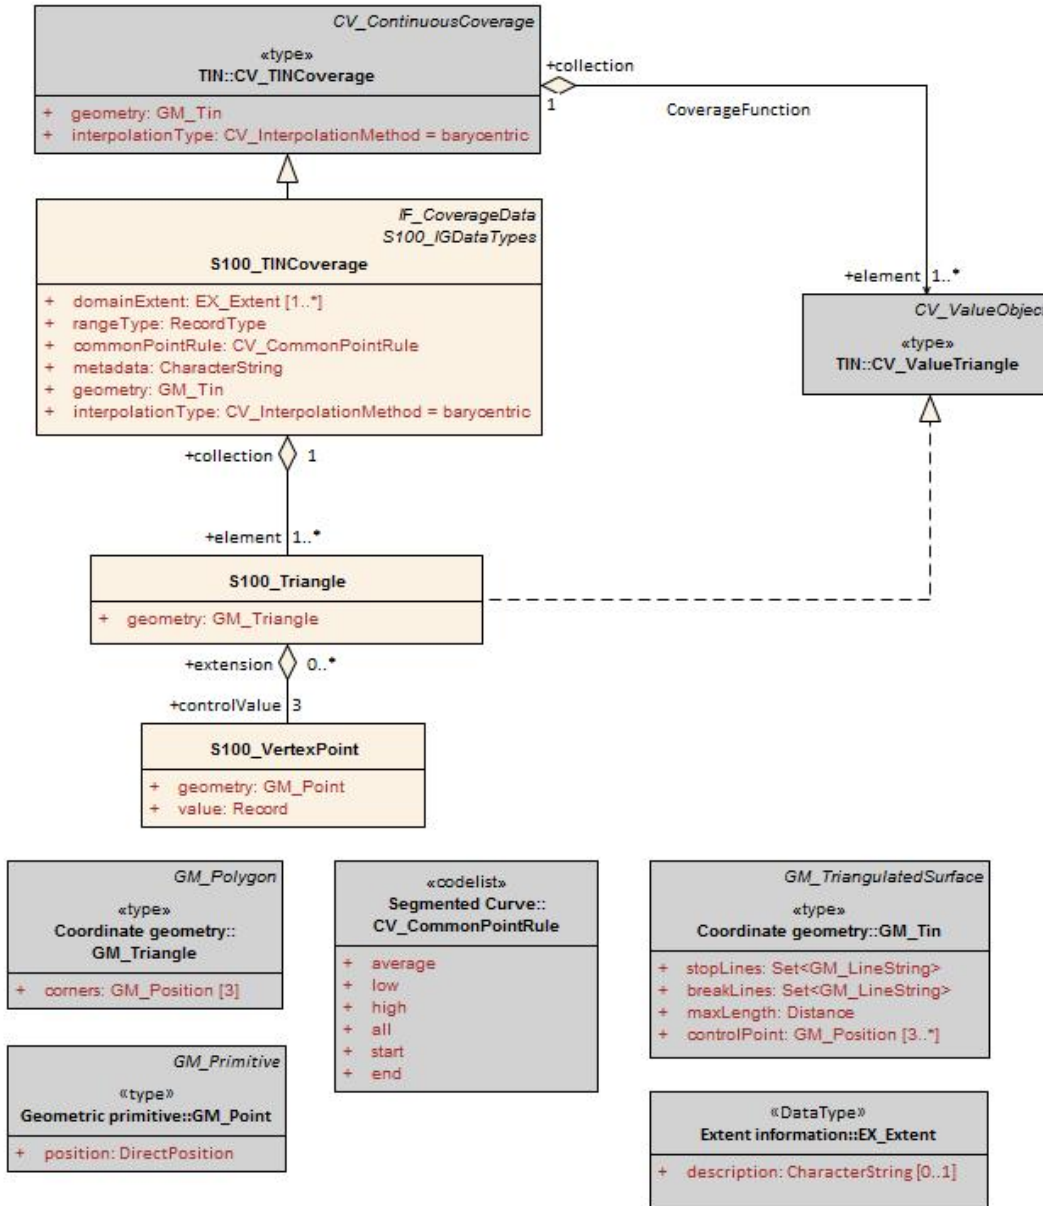 CV_ContinuousCoverage
«type»
TIN::CV_TINCoverage
+ geometry: GM_Tin
+ interpolationType: CV_InterpolationMethod = barycentric
+collection
1
CoverageFunction
IF_CoverageData
S100_IGDataTypes
S100_TINCoverage
+ domainExtent: EX_Extent [1..*]
+ rangeType: RecordType
+ commonPointRule: CV_CommonPointRule
+ metadata: CharacterString
+ geometry: GM_Tin
+ interpolationType: CV_InterpolationMethod = barycentric
+element 1..*
CV_ValueObject
«type»
TIN::CV_ValueTriangle
+collection 1
+element 1..*
S100_Triangle
+ geometry: GM_Triangle
+extension 0..*
+controlValue 3
S100_VertexPoint
+ geometry: GM_Point
+ value: Record
GM_Polygon
«type»
Coordinate geometry::
GM_Triangle
+ corners: GM_Position [3]
«codelist»
Segmented Curve::
CV_CommonPointRule
+ average
+ low
+ high
+ all
+ start
+ end
GM_TriangulatedSurface
«type»
Coordinate geometry::GM_Tin
+ stopLines: Set<GM_LineString>
+ breakLines: Set<GM_LineString>
+ maxLength: Distance
+ controlPoint: GM_Position [3..*]
GM_Primitive
«type»
Geometric primitive::GM_Point
+ position: DirectPosition
«DataType»
Extent information::EX_Extent
+ description: CharacterString [0..1]